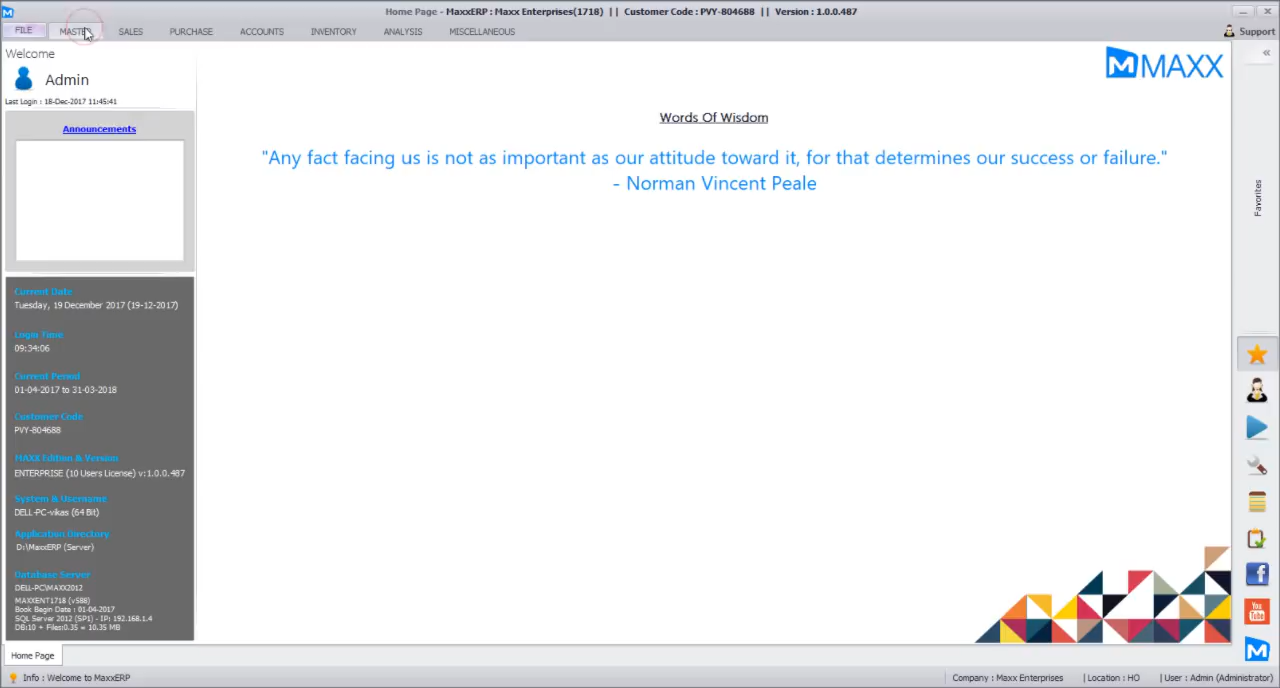 Home Page - MaxxERP : Maxx Enterprises(1718) || Customer Code : PVY-804688 || Version : 1.0.0.487
FILE MASTER SALES PURCHASE ACCOUNTS INVENTORY ANALYSIS MISCELLANEOUS Support
Welcome
Admin
Last Login : 18-Dec-2017 11:45:41
MAXX
Announcements
Words Of Wisdom
"Any fact facing us is not as important as our attitude toward it, for that determines our success or failure."
- Norman Vincent Peale
Favorites
Current Date
Tuesday, 19 December 2017 (19-12-2017)
Login Time
09:34:06
Current Period
01-04-2017 to 31-03-2018
Customer Code
PVY-804688
MAXX Edition & Version
ENTERPRISE (10 Users License) v:1.0.0.487
System & Username
DELL-PC-vikas (64 Bit)
Application Directory
D:\MaxxERP (Server)
Database Server
DELL-PC\MAXX2012
MAXXENT1718 (v588)
Book Begin Date : 01-04-2017
SQL Server 2012 (SP1) - IP: 192.168.1.4
DB:10 + Files:0.35 = 10.35 MB
You
Tube
Home Page
Info : Welcome to MaxxERP
Company : Maxx Enterprises | Location : HO | User : Admin (Administrator)